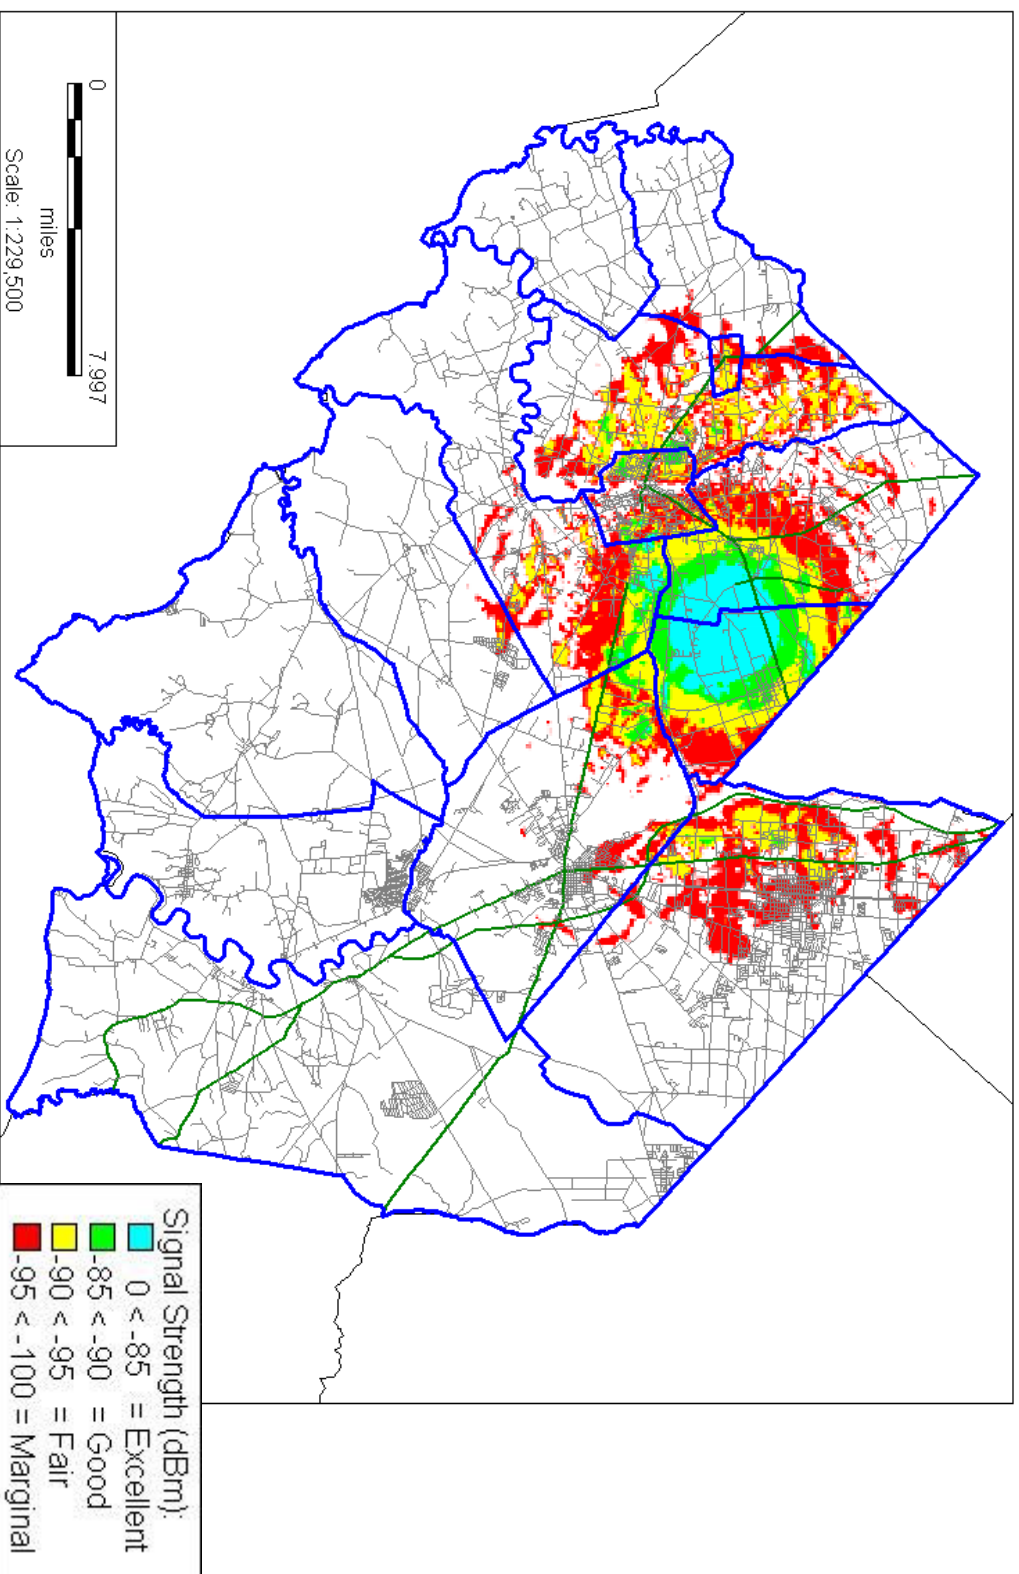 0 7.997
miles
Scale: 1:229,500
Signal Strength (dBm):
0 < -85 = Excellent
-85 < -90 = Good
-90 < -95 = Fair
-95 < -100 = Marginal